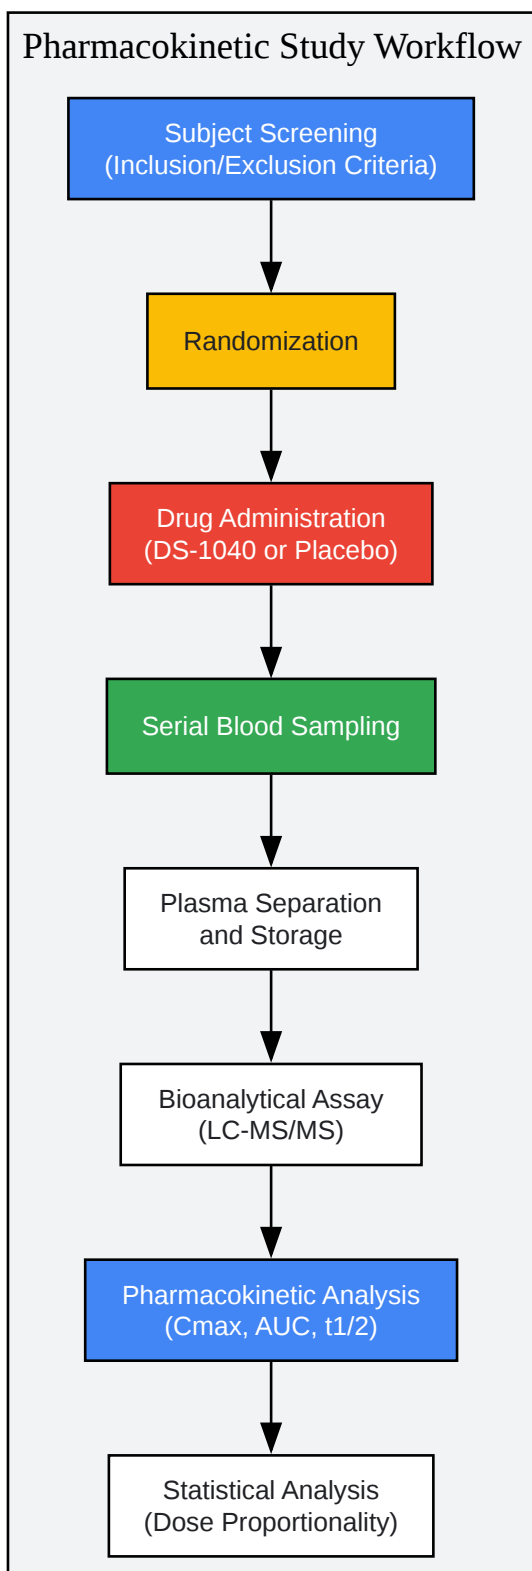 Pharmacokinetic Study Workflow
Subject Screening
(Inclusion/Exclusion Criteria)
Randomization
Drug Administration
(DS-1040 or Placebo)
Serial Blood Sampling
Plasma Separation
and Storage
Bioanalytical Assay
(LC-MS/MS)
Pharmacokinetic Analysis
(Cmax, AUC, t1/2)
Statistical Analysis
(Dose Proportionality)